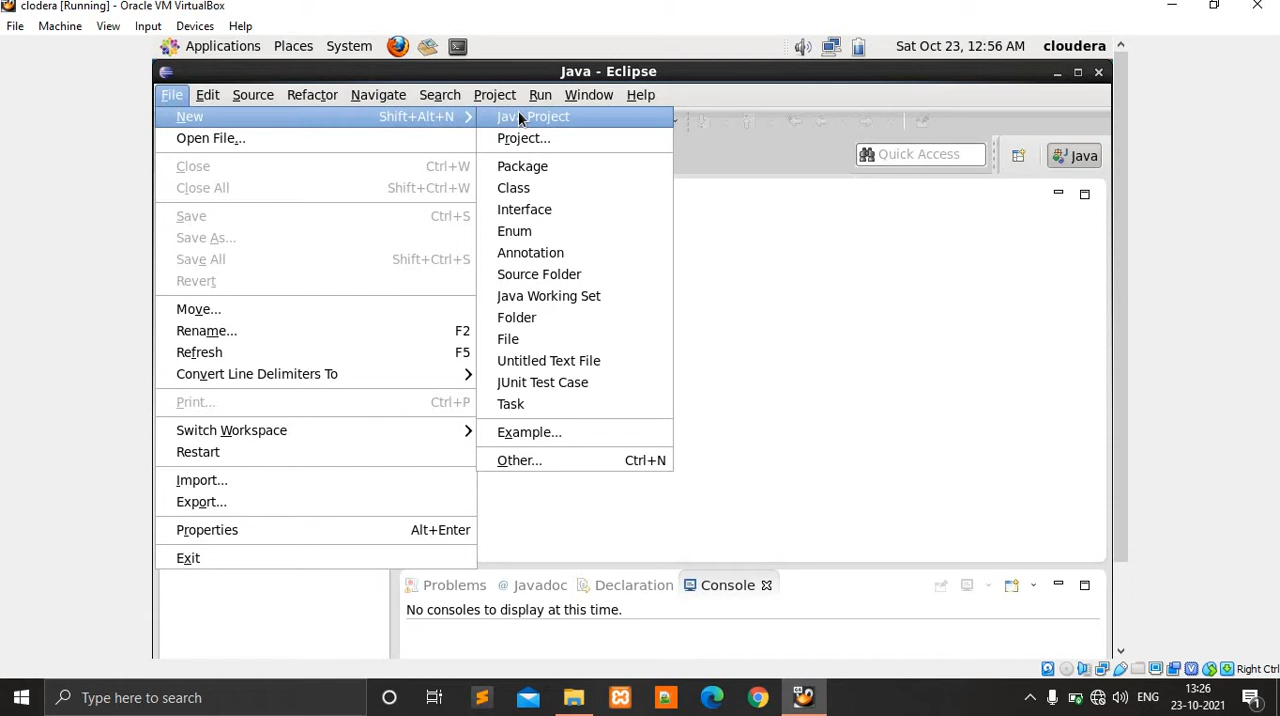 clodera [Running] - Oracle VM VirtualBox
File Machine View Input Devices Help
Applications Places System Sat Oct 23, 12:56 AM cloudera
Java - Eclipse
File Edit Source Refactor Navigate Search Project Run Window Help
New Shift+Alt+N
Open File...
Close Ctrl+W
Close All Shift+Ctrl+W
Save Ctrl+S
Save As...
Save All Shift+Ctrl+S
Revert
Move...
Rename... F2
Refresh F5
Convert Line Delimiters To
Print... Ctrl+P
Switch Workspace
Restart
Import...
Export...
Properties Alt+Enter
Exit
Java Project
Project...
Package
Class
Interface
Enum
Annotation
Source Folder
Java Working Set
Folder
File
Untitled Text File
JUnit Test Case
Task
Example...
Other... Ctrl+N
Quick Access
Java
Problems @ Javadoc Declaration Console
No consoles to display at this time.
Right Ctrl
Type here to search
ENG
13:26
23-10-2021
1